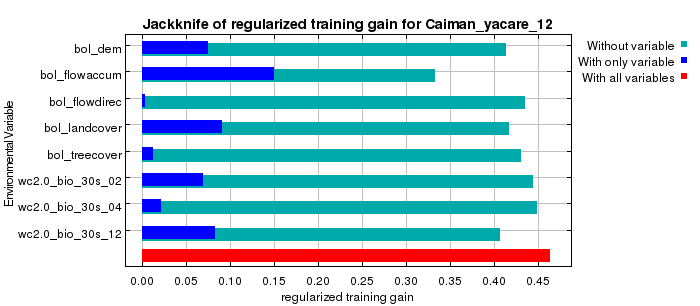 Jackknife of regularized training gain for Caiman_yacare_12
Without variable
With only variable
With all variables
Environmental Variable
bol_dem
bol_flowaccum
bol_flowdirec
bol_landcover
bol_treecover
wc2.0_bio_30s_02
wc2.0_bio_30s_04
wc2.0_bio_30s_12
0.00 0.05 0.10 0.15 0.20 0.25 0.30 0.35 0.40 0.45
regularized training gain